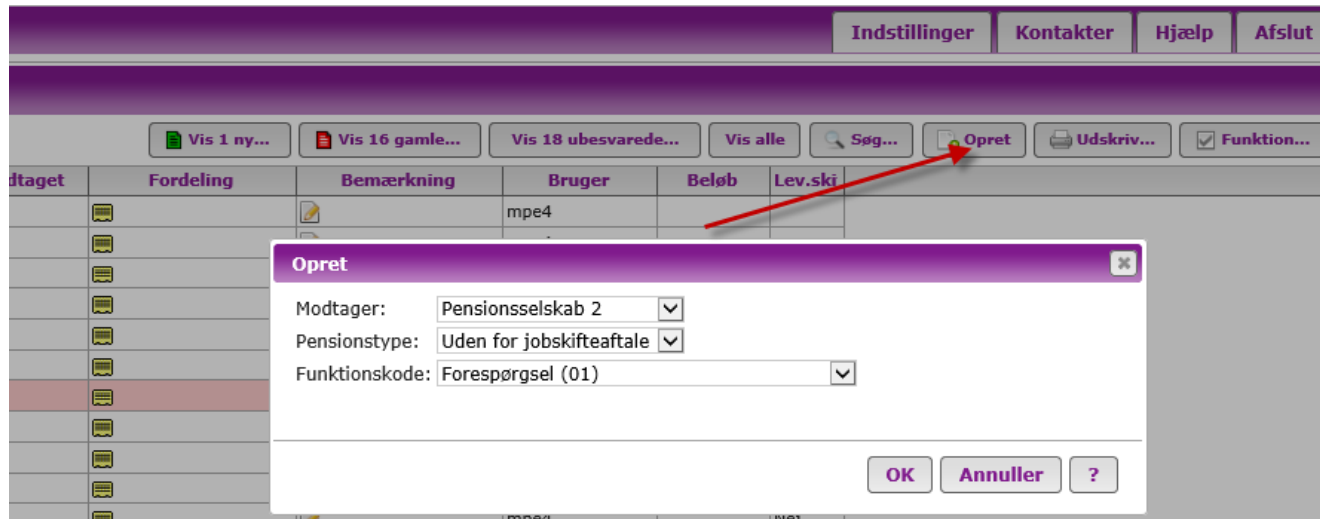 Indstillinger Kontakter Hjælp Afslut
Vis 1 ny... Vis 16 gamle... Vis 18 ubesvarede... Vis alle Søg... Opret Udskriv... Funktion...
dtaget Fordeling Bemærkning Bruger Beløb Lev.ski
mpe4
Opret
Modtager: Pensionsselskab 2
Pensionstype: Uden for jobskifteaftale
Funktionskode: Forespørgsel (01)
OK Annuller ?
mpe4 Nej